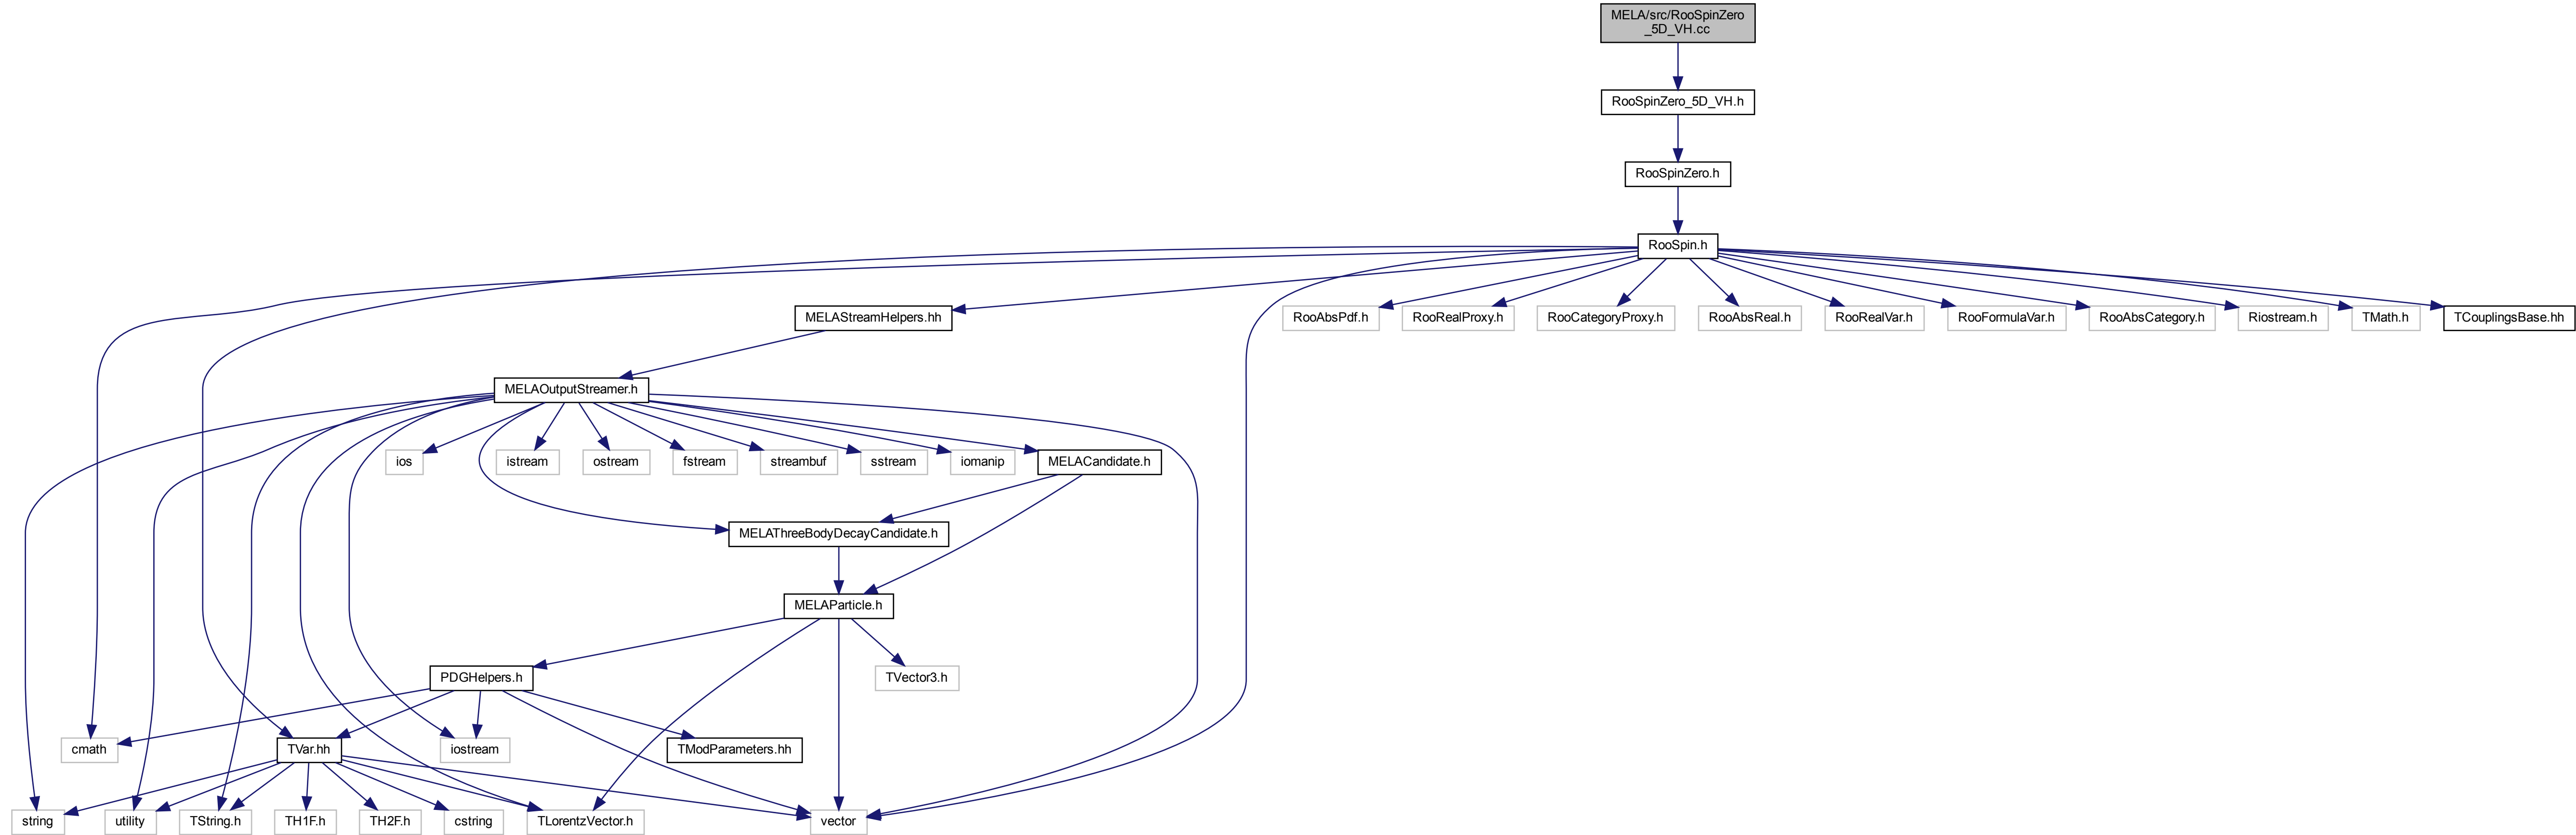 MELA/src/RooSpinZero
_5D_VH.cc
RooSpinZero_5D_VH.h
RooSpinZero.h
RooSpin.h
MELAStreamHelpers.hh
RooAbsPdf.h
RooRealProxy.h
RooCategoryProxy.h
RooAbsReal.h
RooRealVar.h
RooFormulaVar.h
RooAbsCategory.h
Riostream.h
TMath.h
TCouplingsBase.hh
MELAOutputStreamer.h
ios
istream
ostream
fstream
streambuf
sstream
iomanip
MELACandidate.h
MELAThreeBodyDecayCandidate.h
MELAParticle.h
PDGHelpers.h
TVector3.h
cmath
TVar.hh
iostream
TModParameters.hh
string
utility
TString.h
TH1F.h
TH2F.h
cstring
TLorentzVector.h
vector